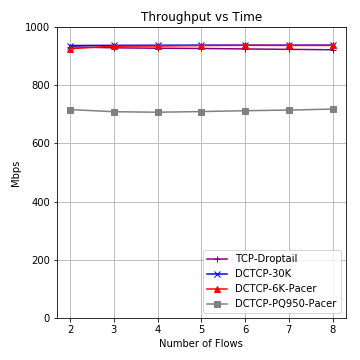 Throughput vs Time
1000
800
600
400
200
0
Mbps
2 3 4 5 6 7 8
Number of Flows
TCP-Droptail
DCTCP-30K
DCTCP-6K-Pacer
DCTCP-PQ950-Pacer